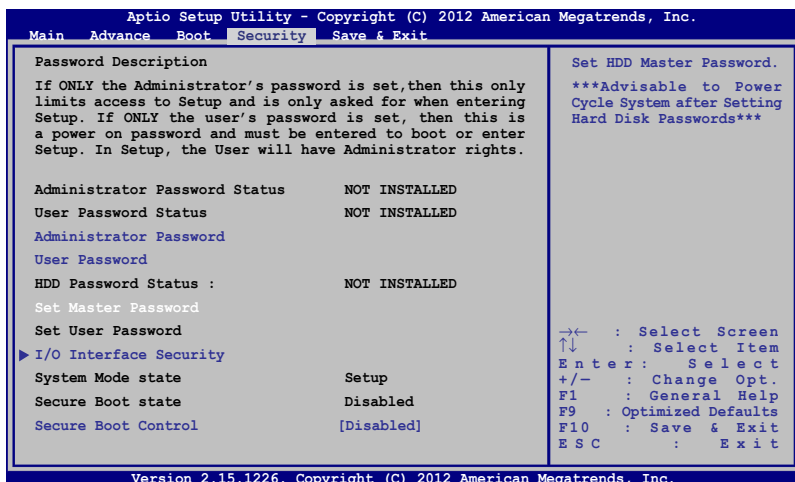 Aptio Setup Utility - Copyright (C) 2012 American Megatrends, Inc.
Main Advance Boot Security Save & Exit
Password Description
If ONLY the Administrator's password is set,then this only
limits access to Setup and is only asked for when entering
Setup. If ONLY the user's password is set, then this is
a power on password and must be entered to boot or enter
Setup. In Setup, the User will have Administrator rights.
Administrator Password Status NOT INSTALLED
User Password Status NOT INSTALLED
Administrator Password
User Password
HDD Password Status : NOT INSTALLED
Set Master Password
Set User Password
I/O Interface Security
System Mode state Setup
Secure Boot state Disabled
Secure Boot Control [Disabled]
Set HDD Master Password.
***Advisable to Power
Cycle System after Setting
Hard Disk Passwords***
→← : Select Screen
↑↓ : Select Item
Enter: Select
+/— : Change Opt.
F1 : General Help
F9 : Optimized Defaults
F10 : Save & Exit
ESC : Exit
Version 2.15.1226. Copyright (C) 2012 American Megatrends, Inc.